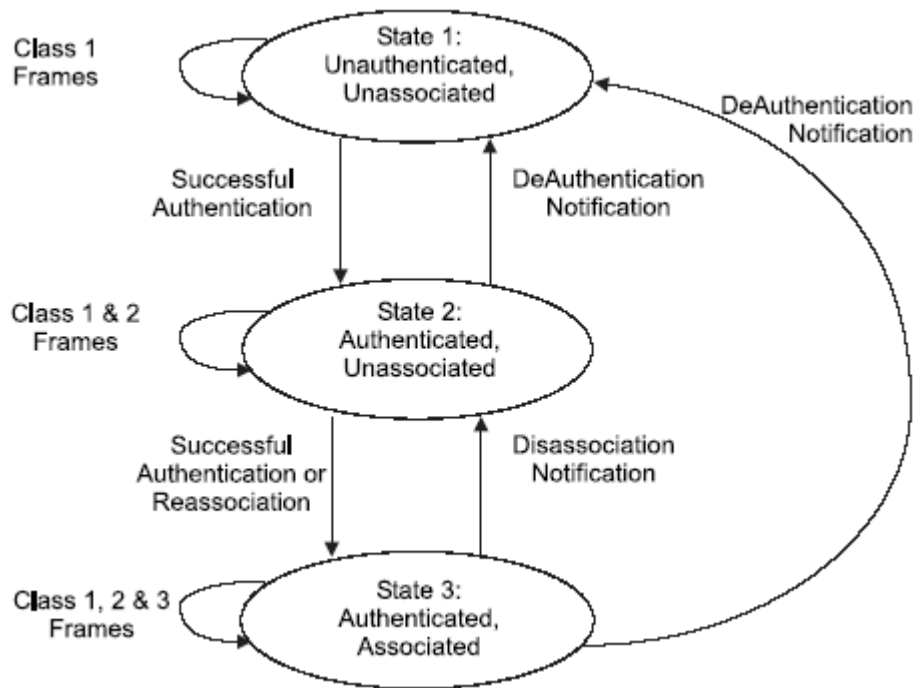 Class 1
Frames
State 1:
Unauthenticated,
Unassociated
DeAuthentication
Notification
Successful
Authentication
DeAuthentication
Notification
Class 1 & 2
Frames
State 2:
Authenticated,
Unassociated
Successful
Authentication or
Reassociation
Disassociation
Notification
Class 1, 2 & 3
Frames
State 3:
Authenticated,
Associated